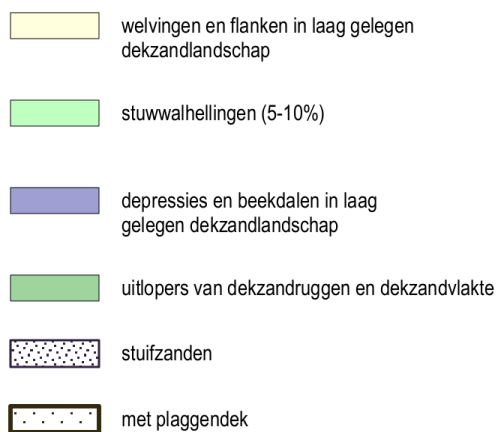 welvingen en flanken in laag gelegen
dekzandlandschap
stuwwalhellingen (5-10%)
depressies en beekdalen in laag
gelegen dekzandlandschap
uitlopers van dekzandruggen en dekzandvlakte
stuifzanden
met plaggendek